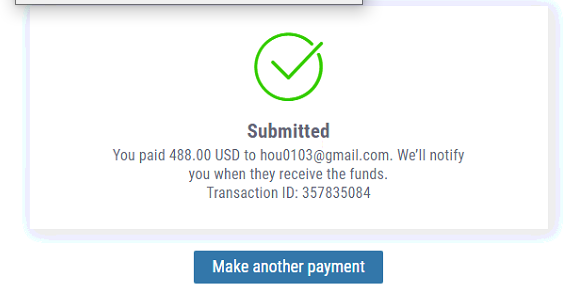 Submitted
You paid 488.00 USD to hou0103@gmail.com. We'll notify
you when they receive the funds.
Transaction ID: 357835084
Make another payment